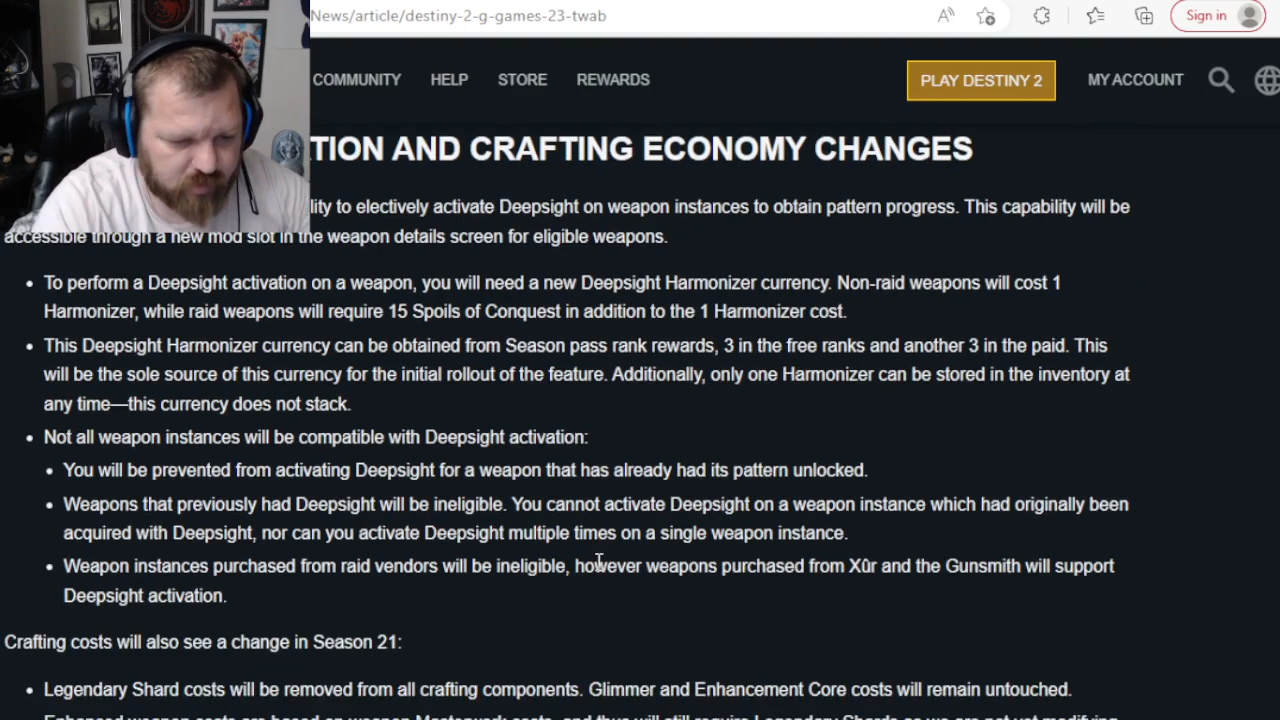 News/article/destiny-2-g-games-23-twab
Sign in
COMMUNITY HELP STORE REWARDS PLAY DESTINY 2 MY ACCOUNT
AND CRAFTING ECONOMY CHANGES
to electively activate Deepsight on weapon instances to obtain pattern progress. This capability will be
accessible through a new mod slot in the weapon details screen for eligible weapons.
• To perform a Deepsight activation on a weapon, you will need a new Deepsight Harmonizer currency. Non-raid weapons will cost 1
Harmonizer, while raid weapons will require 15 Spoils of Conquest in addition to the 1 Harmonizer cost.
• This Deepsight Harmonizer currency can be obtained from Season pass rank rewards, 3 in the free ranks and another 3 in the paid. This
will be the sole source of this currency for the initial rollout of the feature. Additionally, only one Harmonizer can be stored in the inventory at
any time—this currency does not stack.
• Not all weapon instances will be compatible with Deepsight activation:
• You will be prevented from activating Deepsight for a weapon that has already had its pattern unlocked.
• Weapons that previously had Deepsight will be ineligible. You cannot activate Deepsight on a weapon instance which had originally been
acquired with Deepsight, nor can you activate Deepsight multiple times on a single weapon instance.
• Weapon instances purchased from raid vendors will be ineligible, however weapons purchased from Xûr and the Gunsmith will support
Deepsight activation.
Crafting costs will also see a change in Season 21:
• Legendary Shard costs will be removed from all crafting components. Glimmer and Enhancement Core costs will remain untouched.